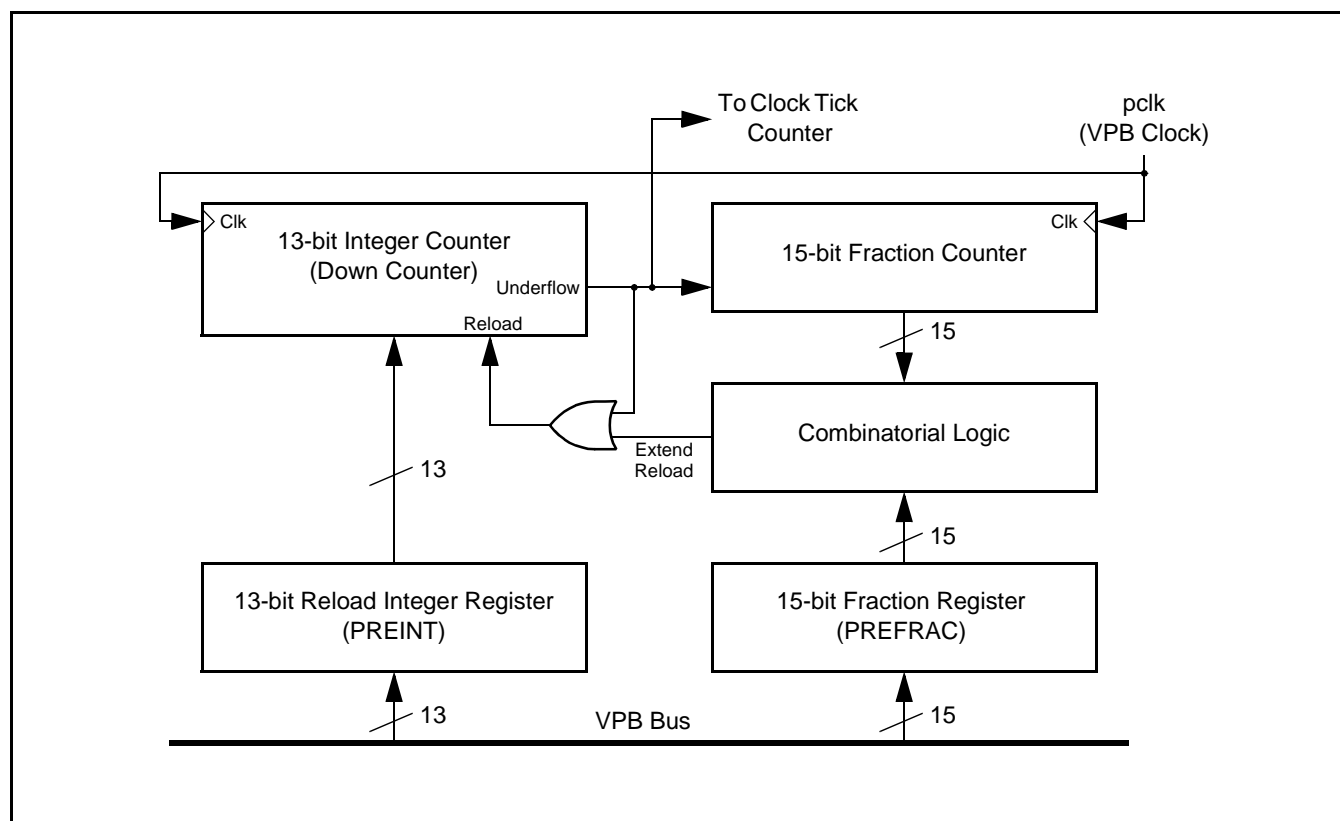 To Clock Tick
Counter
pclk
(VPB Clock)
Clk
13-bit Integer Counter
(Down Counter)
Underflow
Reload
Clk
15-bit Fraction Counter
15
Combinatorial Logic
Extend
Reload
13
15
13-bit Reload Integer Register
(PREINT)
15-bit Fraction Register
(PREFRAC)
13
VPB Bus
15